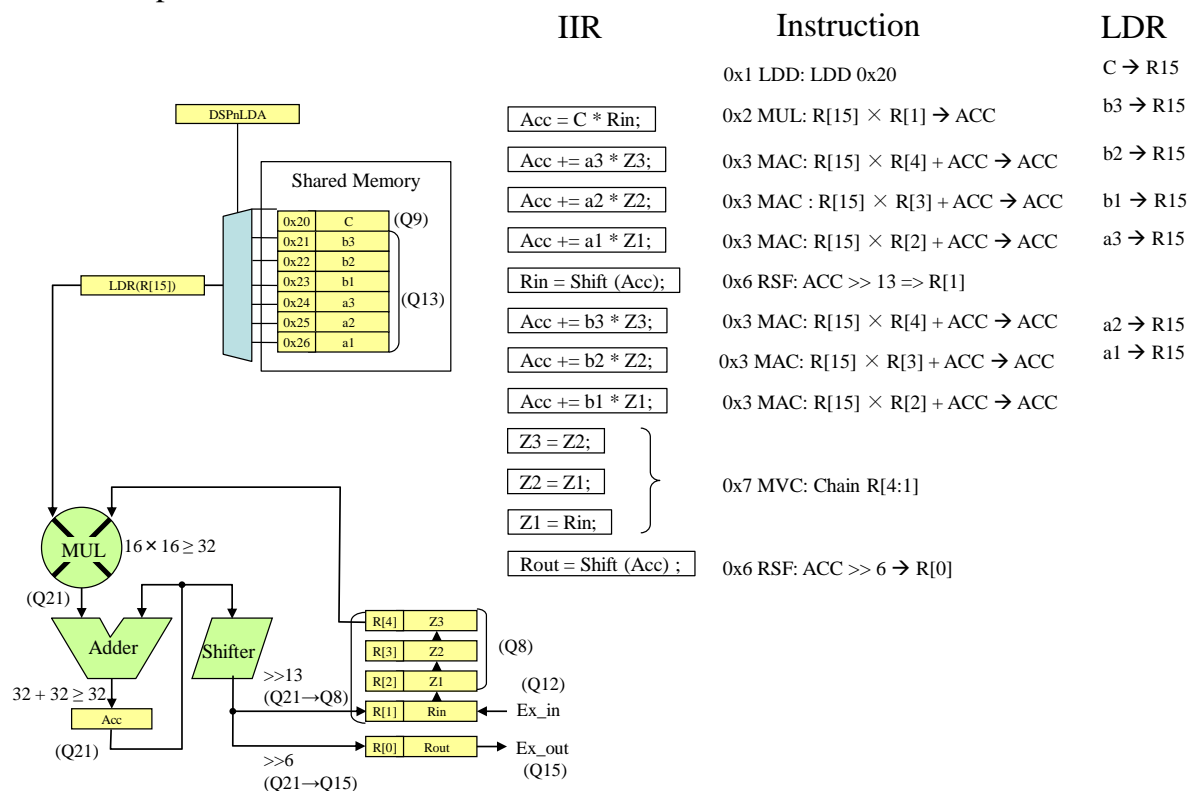 IIR Instruction LDR
0x1 LDD: LDD 0x20 C → R15
Acc = C * Rin; 0x2 MUL: R[15] × R[1] → ACC b3 → R15
Acc += a3 * Z3; 0x3 MAC: R[15] × R[4] + ACC → ACC b2 → R15
Acc += a2 * Z2; 0x3 MAC : R[15] × R[3] + ACC → ACC b1 → R15
Acc += a1 * Z1; 0x3 MAC: R[15] × R[2] + ACC → ACC a3 → R15
Rin = Shift (Acc); 0x6 RSF: ACC >> 13 => R[1]
Acc += b3 * Z3; 0x3 MAC: R[15] × R[4] + ACC → ACC a2 → R15
Acc += b2 * Z2; 0x3 MAC: R[15] × R[3] + ACC → ACC a1 → R15
Acc += b1 * Z1; 0x3 MAC: R[15] × R[2] + ACC → ACC
Z3 = Z2;
Z2 = Z1; 0x7 MVC: Chain R[4:1]
Z1 = Rin;
Rout = Shift (Acc) ; 0x6 RSF: ACC >> 6 → R[0]
DSPnLDA
Shared Memory
0x20 C (Q9)
0x21 b3
0x22 b2
0x23 b1
0x24 a3
0x25 a2
0x26 a1
(Q13)
LDR(R[15])
MUL
16 × 16 ≥ 32
(Q21)
Adder
Shifter
32 + 32 ≥ 32
Acc
(Q21)
>>13
(Q21→Q8)
>>6
(Q21→Q15)
R[4] Z3
R[3] Z2
R[2] Z1
(Q8)
(Q12)
R[1] Rin Ex_in
R[0] Rout Ex_out
(Q15)